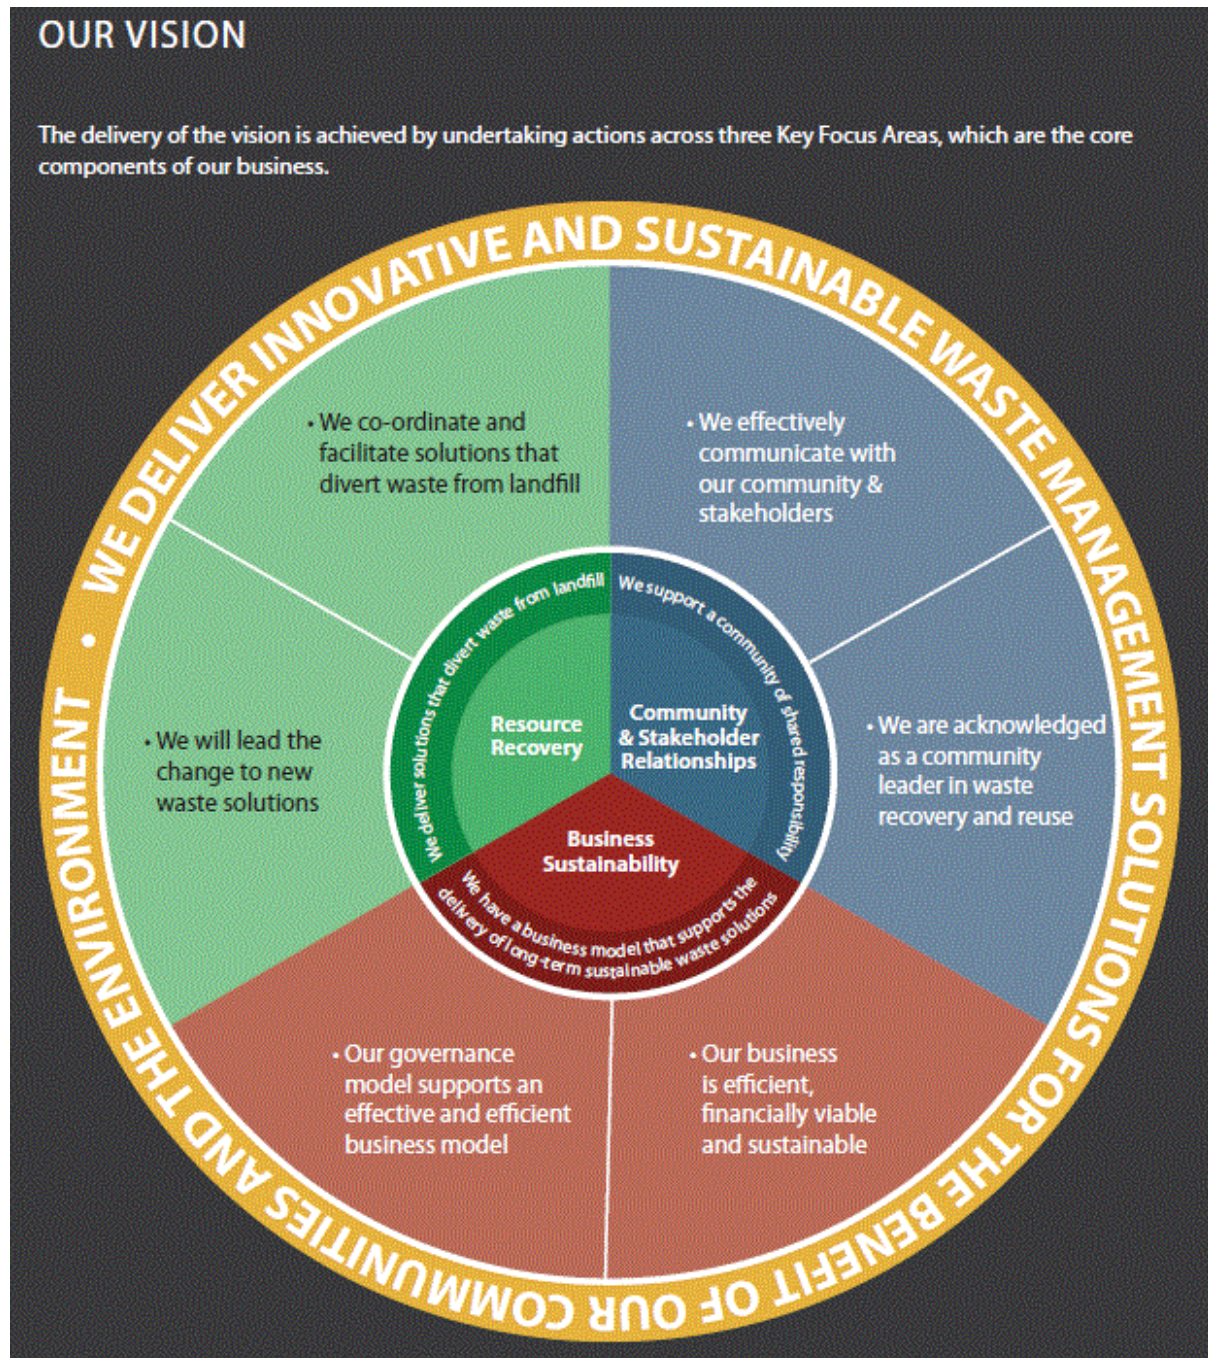 OUR VISION
The delivery of the vision is achieved by undertaking actions across three Key Focus Areas, which are the core
components of our business.
WE DELIVER INNOVATIVE AND SUSTAINABLE WASTE MANAGEMENT SOLUTIONS FOR THE BENEFIT OF OUR COMMUNITIES AND THE ENVIRONMENT •
• We co-ordinate and
facilitate solutions that
divert waste from landfill
• We effectively
communicate with
our community &
stakeholders
• We will lead the
change to new
waste solutions
We deliver solutions that divert waste from landfill
Resource
Recovery
We support a community of shared responsibility
Community
& Stakeholder
Relationships
• We are acknowledged
as a community
leader in waste
recovery and reuse
Business
Sustainability
We have a business model that supports the
delivery of long-term sustainable waste solutions
• Our governance
model supports an
effective and efficient
business model
• Our business
is efficient,
financially viable
and sustainable